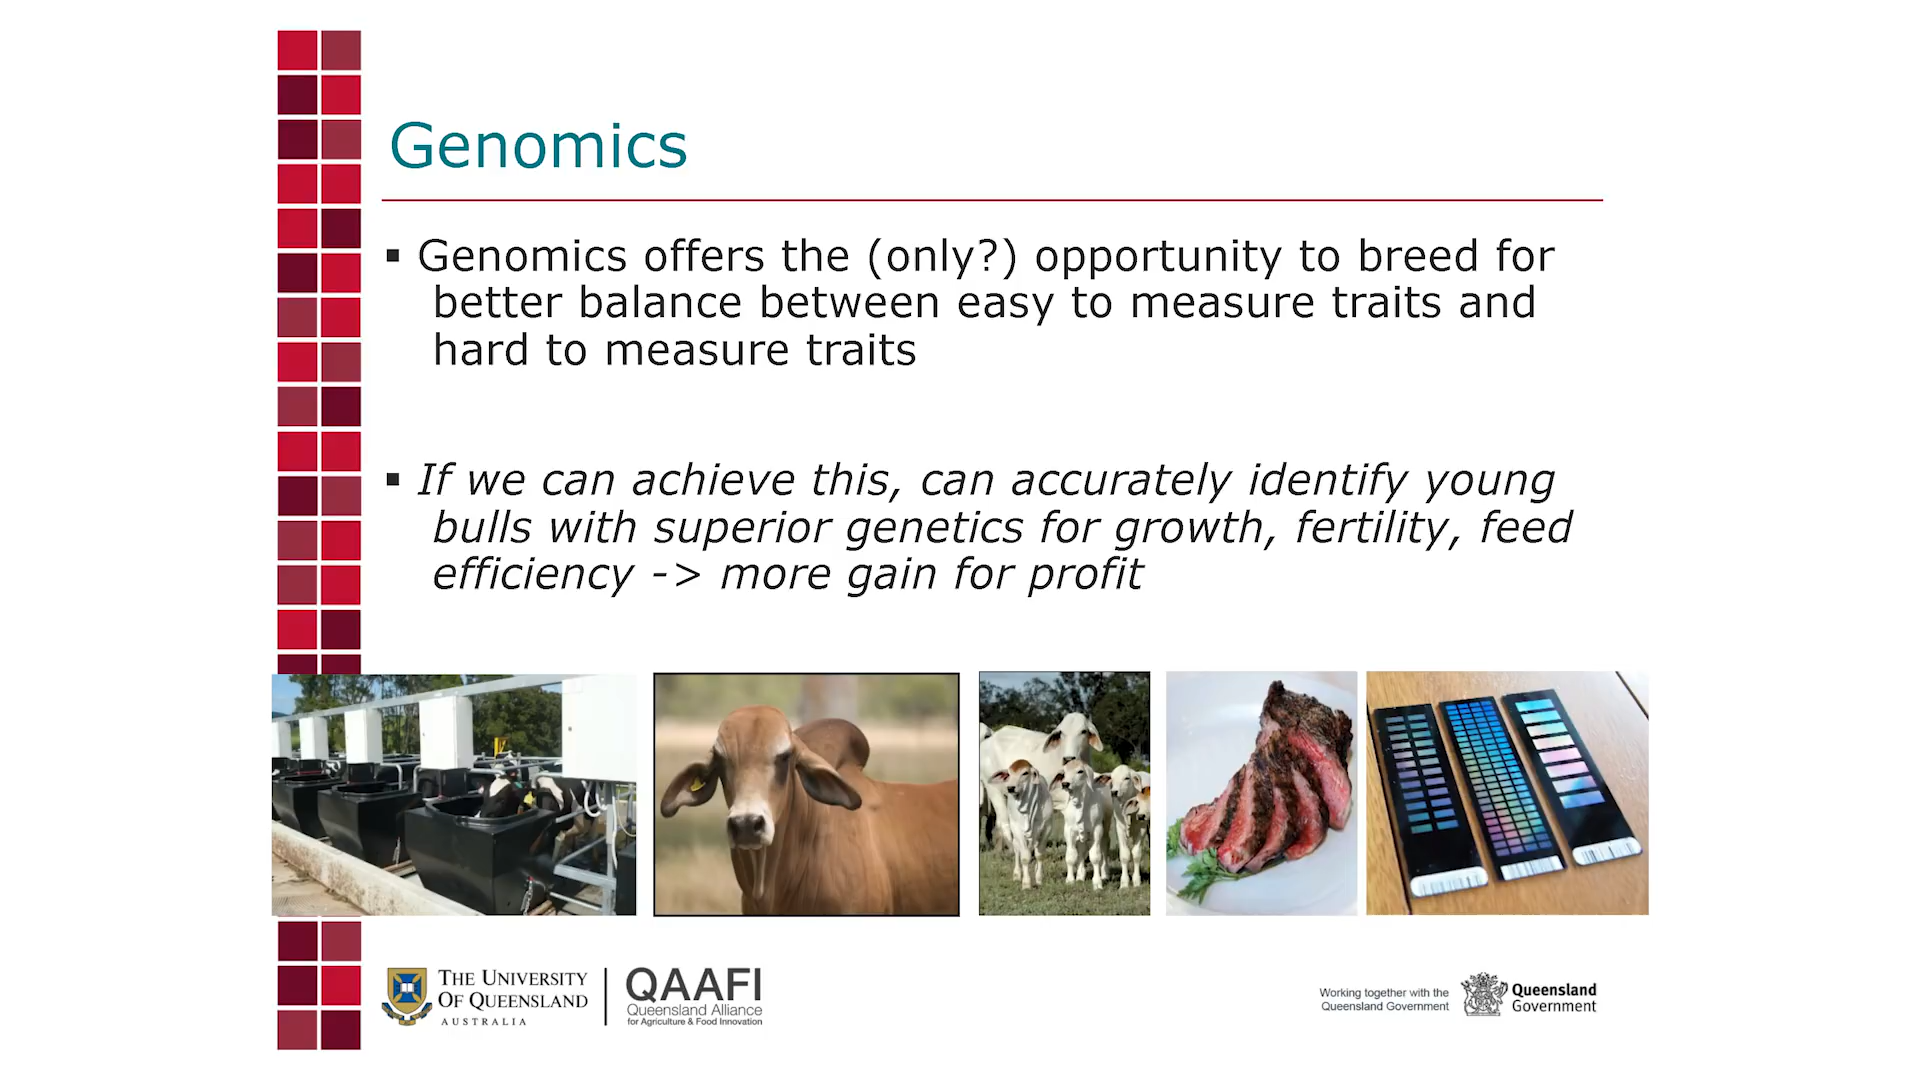 Genomics
▪ Genomics offers the (only?) opportunity to breed for
better balance between easy to measure traits and
hard to measure traits
▪ If we can achieve this, can accurately identify young
bulls with superior genetics for growth, fertility, feed
efficiency -> more gain for profit
THE UNIVERSITY
OF QUEENSLAND
AUSTRALIA
QAAFI
Queensland Alliance
for Agriculture & Food Innovation
Working together with the
Queensland Government
Queensland
Government